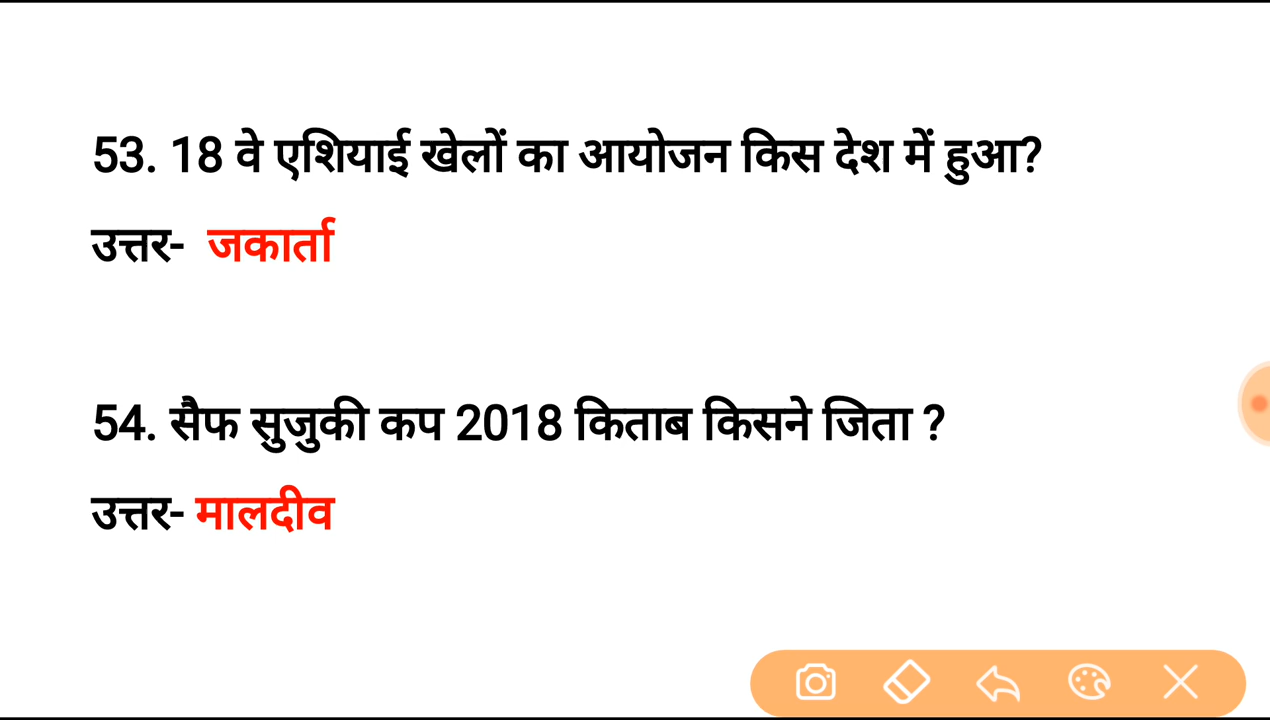 53. 18 वे एशियाई खेलों का आयोजन किस देश में हुआ?
उत्तर- जकार्ता
54. सैफ सुजुकी कप 2018 किताब किसने जिता ?
उत्तर- मालदीव